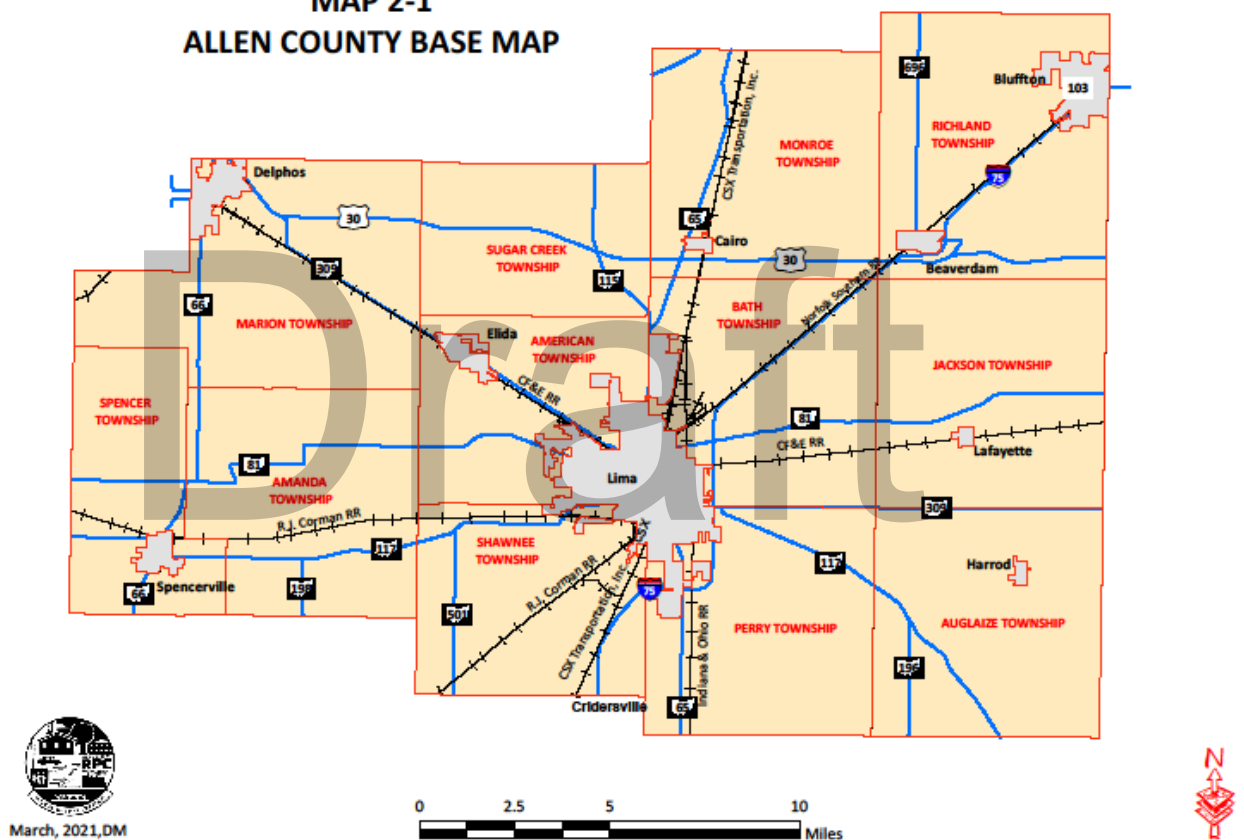 MAP 2-1
ALLEN COUNTY BASE MAP
696
Bluffton
103
CSX Transportation, Inc.
MONROE
TOWNSHIP
RICHLAND
TOWNSHIP
75
Delphos
30
65
Cairo
SUGAR CREEK
TOWNSHIP
30
Beaverdam
309
115
66
MARION TOWNSHIP
BATH
TOWNSHIP
Norfolk Southern RR
Elida
AMERICAN
TOWNSHIP
JACKSON TOWNSHIP
Draft
SPENCER
TOWNSHIP
CF&E RR
81
CF&E RR
Lafayette
81
AMANDA
TOWNSHIP
Lima
309
R.J. Corman RR
CSX
117
SHAWNEE
TOWNSHIP
117
Harrod
Spencerville
66
198
R.J. Corman RR
75
501
CSX Transportation, Inc.
Indiana & Ohio RR
PERRY TOWNSHIP
AUGLAIZE TOWNSHIP
196
Cridersville
65
RPC
N
0 2.5 5 10
Miles
March, 2021,DM